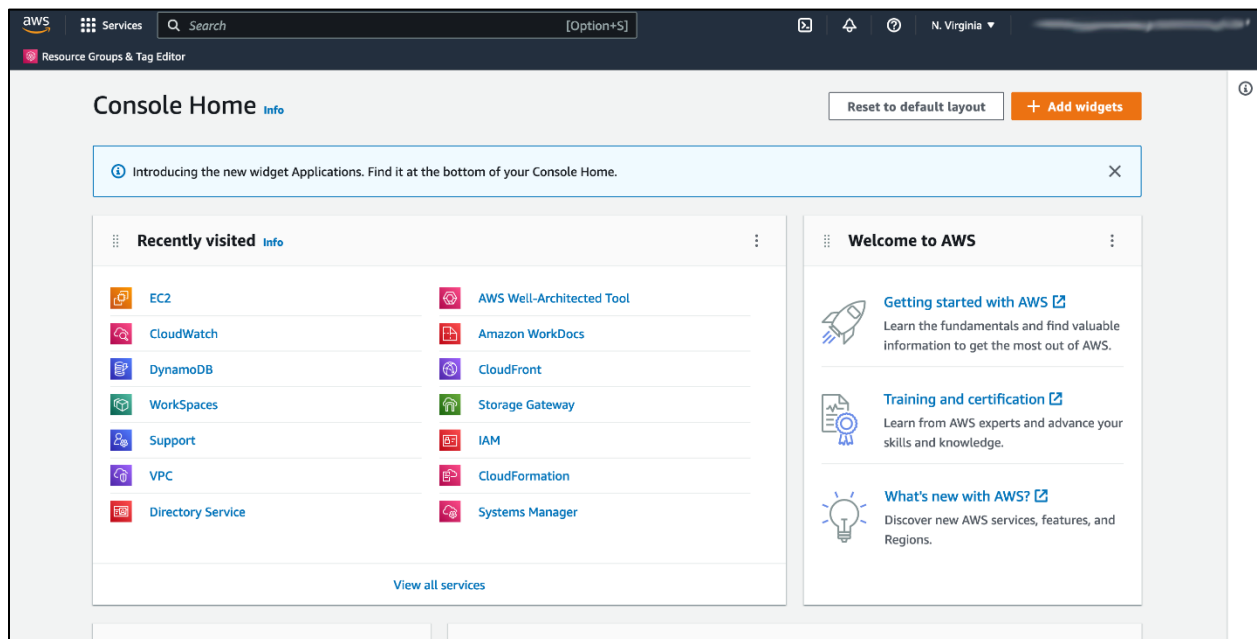 aws
Services
Search
[Option+S]
N. Virginia
Resource Groups & Tag Editor
Console Home Info
Reset to default layout
+ Add widgets
Introducing the new widget Applications. Find it at the bottom of your Console Home.
Recently visited Info
EC2
CloudWatch
DynamoDB
WorkSpaces
Support
VPC
Directory Service
AWS Well-Architected Tool
Amazon WorkDocs
CloudFront
Storage Gateway
IAM
CloudFormation
Systems Manager
View all services
Welcome to AWS
Getting started with AWS
Learn the fundamentals and find valuable
information to get the most out of AWS.
Training and certification
Learn from AWS experts and advance your
skills and knowledge.
What's new with AWS?
Discover new AWS services, features, and
Regions.